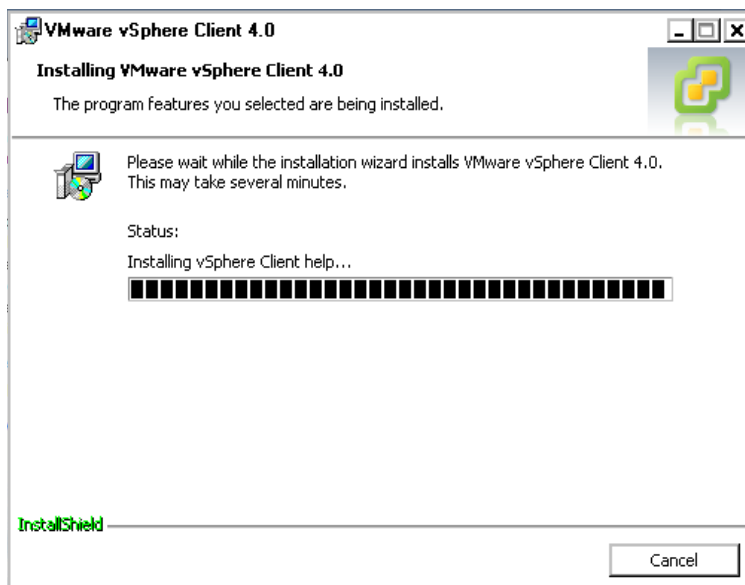 VMware vSphere Client 4.0
Installing VMware vSphere Client 4.0
The program features you selected are being installed.
Please wait while the installation wizard installs VMware vSphere Client 4.0.
This may take several minutes.
Status:
Installing vSphere Client help...
InstallShield
Cancel